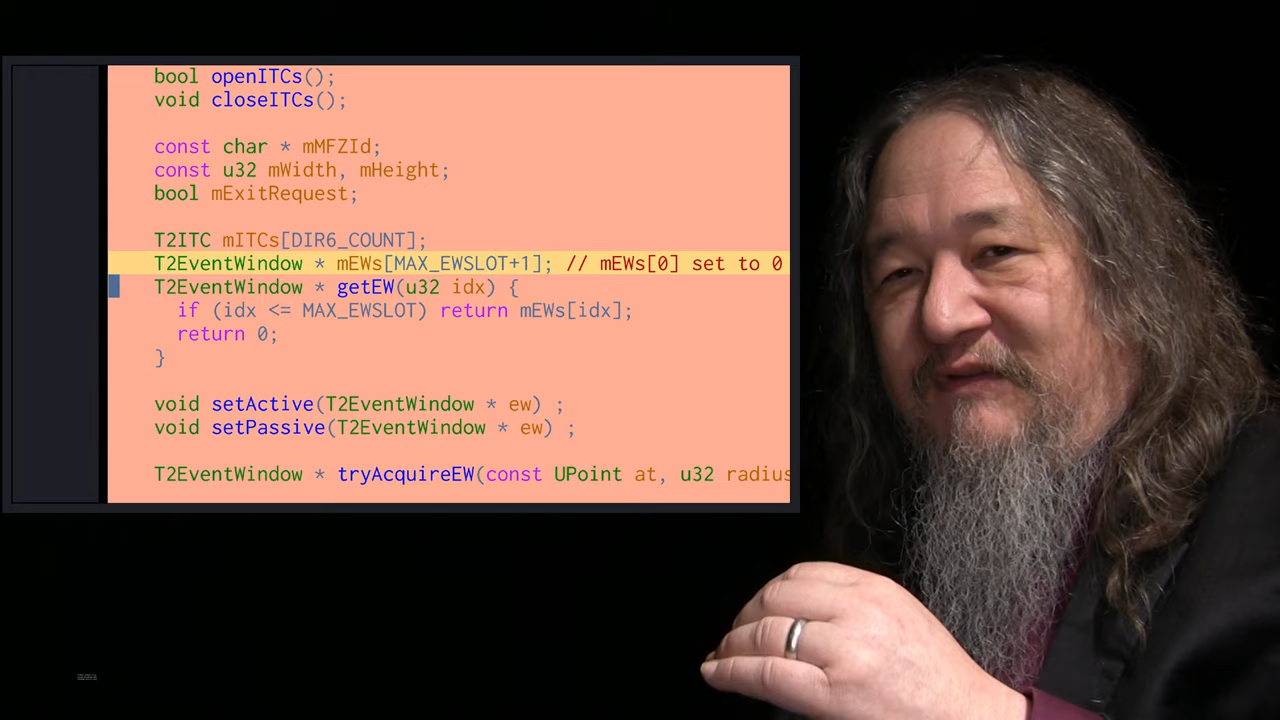 bool openITCs();
void closeITCs();
const char * mMFZId;
const u32 mWidth, mHeight;
bool mExitRequest;
T2ITC mITCs[DIR6_COUNT];
T2EventWindow * mEWs[MAX_EWSLOT+1]; // mEWs[0] set to 0
T2EventWindow * getEW(u32 idx) {
if (idx <= MAX_EWSLOT) return mEWs[idx];
return 0;
}
void setActive(T2EventWindow * ew) ;
void setPassive(T2EventWindow * ew) ;
T2EventWindow * tryAcquireEW(const UPoint at, u32 radius